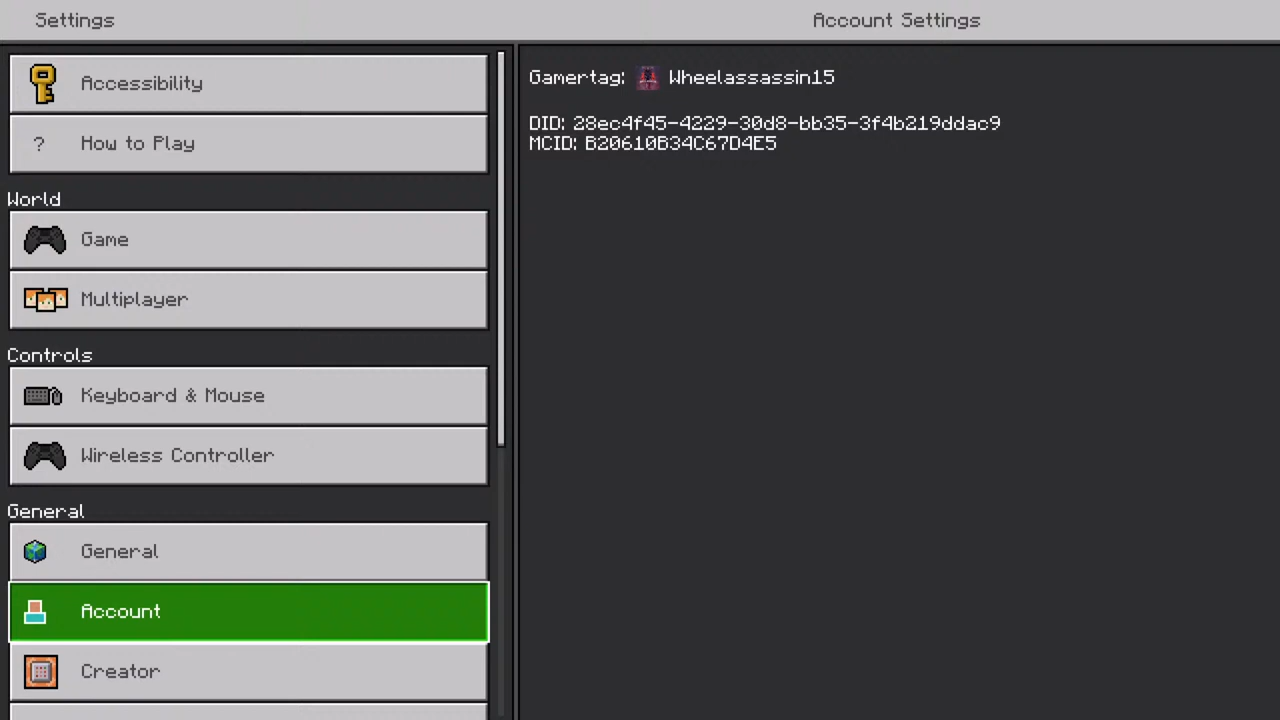 Settings
Account Settings
Accessibility
? How to Play
World
Game
Multiplayer
Controls
Keyboard & Mouse
Wireless Controller
General
General
Account
Creator
Gamertag: Wheelassassin15
DID: 28ec4f45-4229-30d8-bb35-3f4b219ddac9
MCID: B20610B34C67D4E5